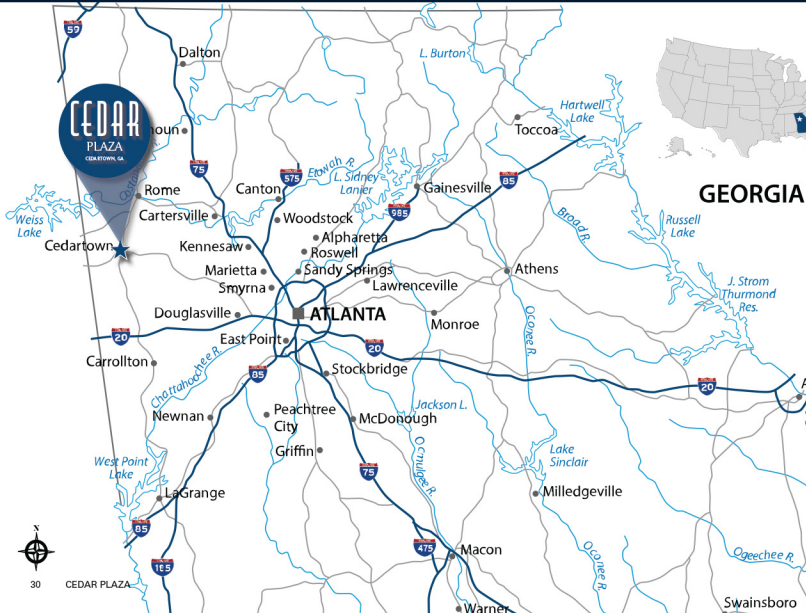 59
Dalton
L. Burton
Hartwell
Lake
CEDAR
PLAZA
CEDARTOWN, GA
houn
Toccoa
75
575
Etowah R.
L. Sidney
Lanier
Gainesville
85
985
GEORGIA
Rome
Canton
Weiss
Lake
Cartersville
Woodstock
Broad R.
Russell
Lake
Cedartown
Kennesaw
Alpharetta
Roswell
Marietta
Sandy Springs
Athens
Smyrna
Lawrenceville
J. Strom
Thurmond
Res.
Douglasville
ATLANTA
Monroe
Oconee R.
20
East Point
20
Carrollton
Chattahoochee R.
85
Stockbridge
20
A
Newnan
Peachtree
City
McDonough
Jackson L.
Griffin
75
Ocmulgee R.
Lake
Sinclair
West Point
Lake
LaGrange
Milledgeville
85
N
185
475
Macon
Oconee R.
Ogeechee R.
30 CEDAR PLAZA
Warner
Swainsboro